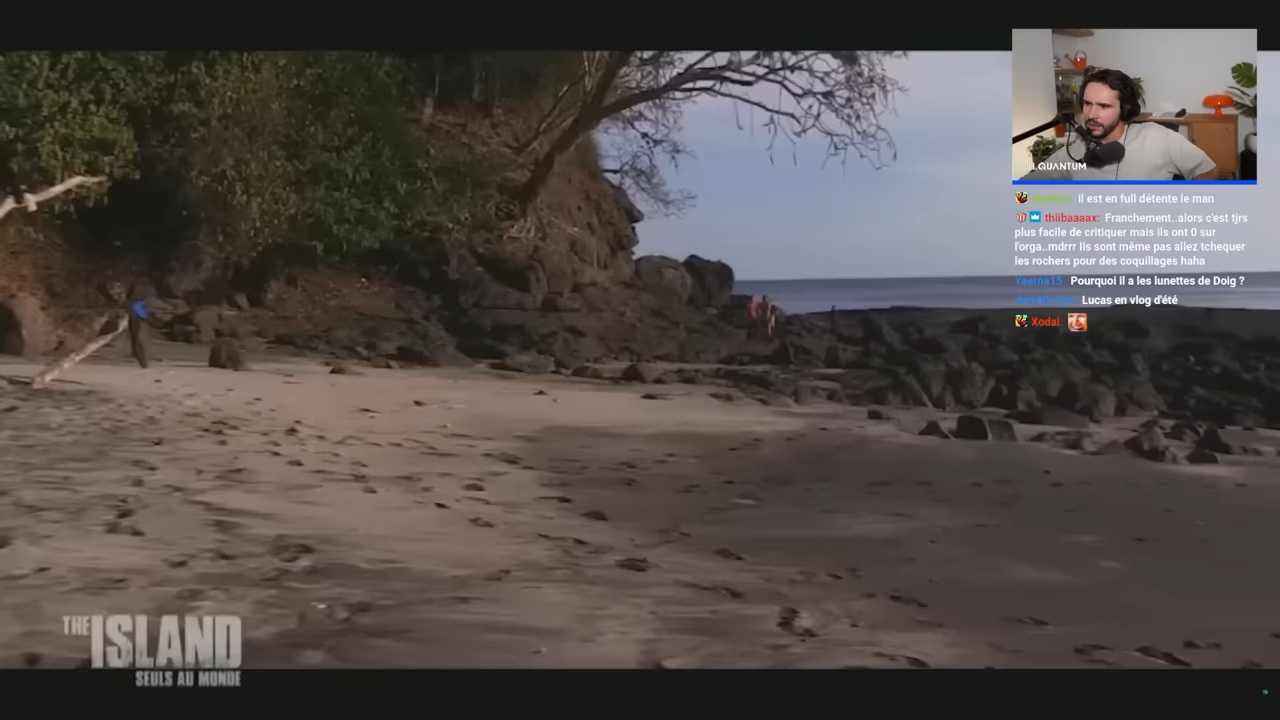 .QUANTUM
il est en full détente le man
thiibaaaax: Franchement..alors c'est tjrs
plus facile de critiquer mais ils ont 0 sur
l'orga..mdrrr Ils sont même pas allez tchequer
les rochers pour des coquillages haha
Yaema15: Pourquoi il a les lunettes de Doig ?
Lucas en vlog d'été
Xodai:
THE
ISLAND
SEULS AU MONDE